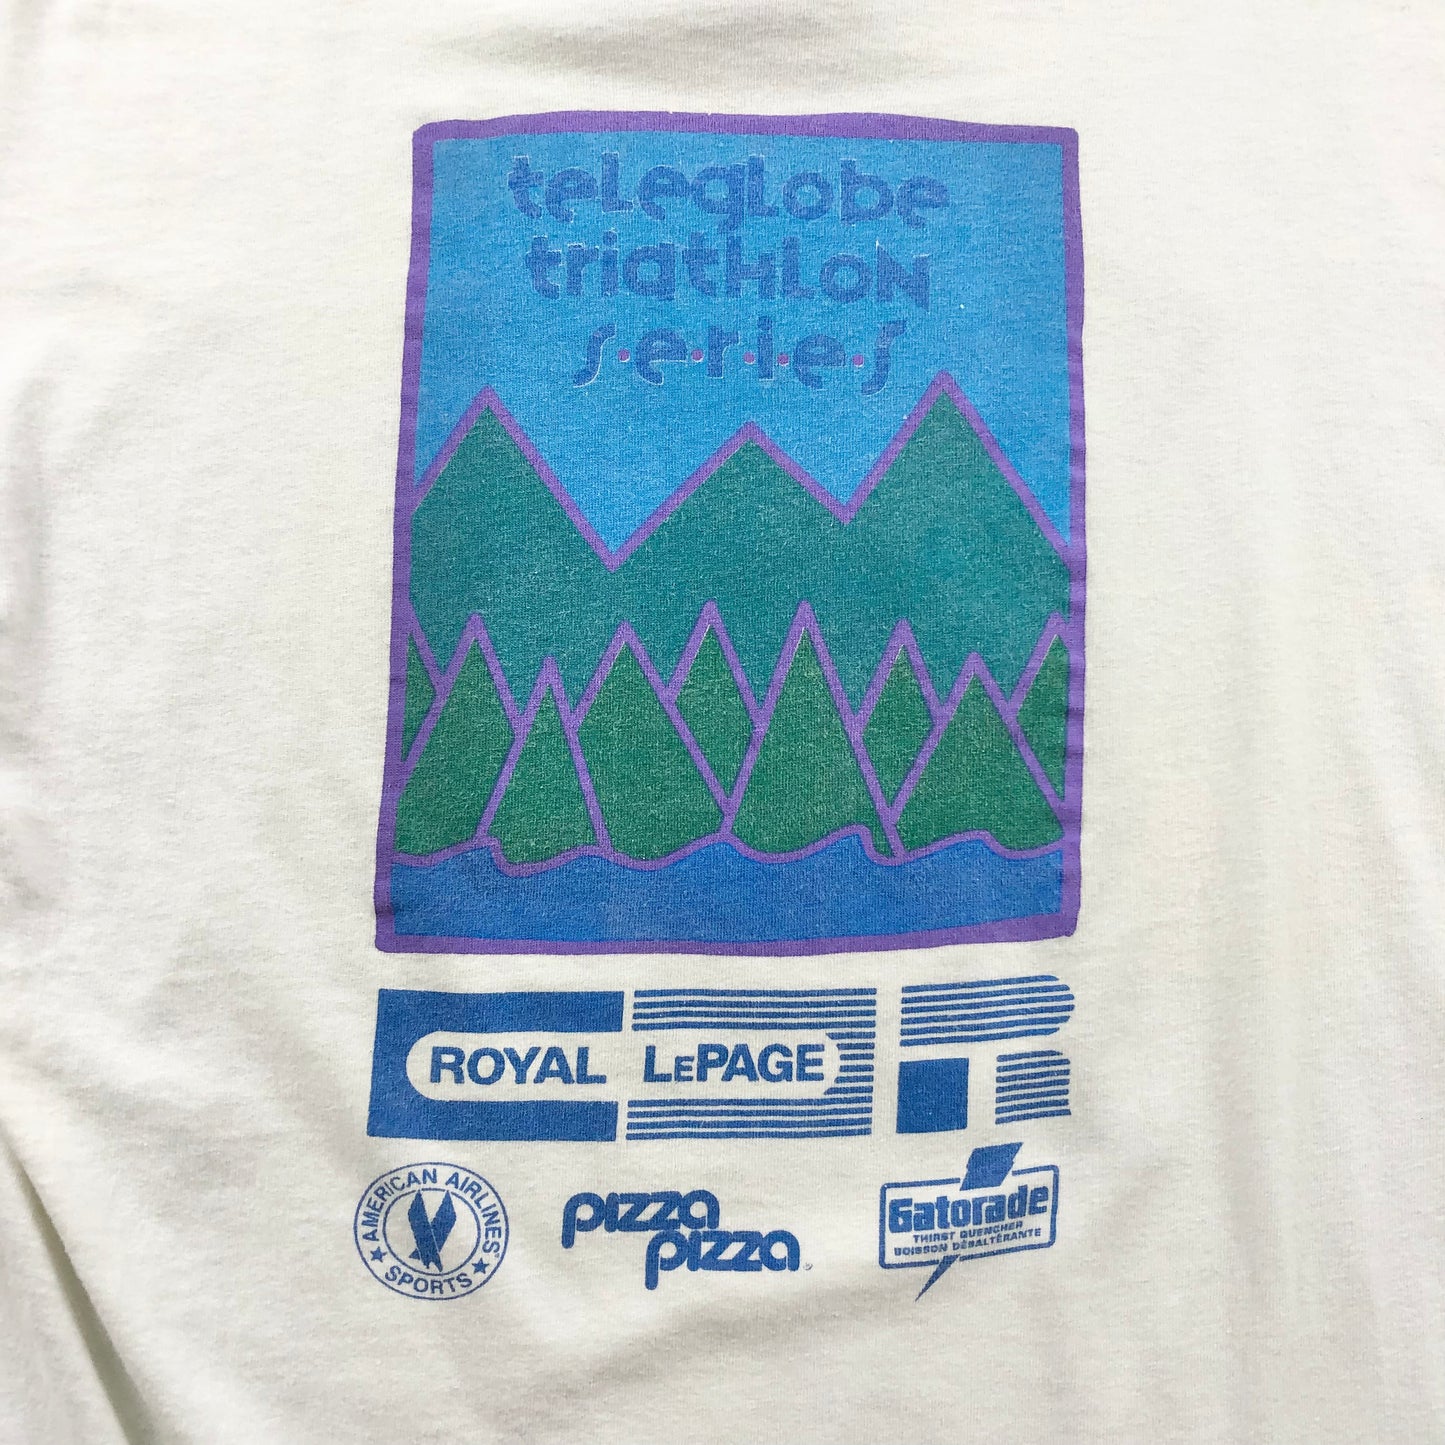 teleglobe
triathlon
s.e.r.i.e.s
ROYAL LePAGE
AMERICAN AIRLINES
SPORTS
pizza
pizza
Gatorade
THIRST QUENCHER
BOISSON DÉSALTÉRANTE